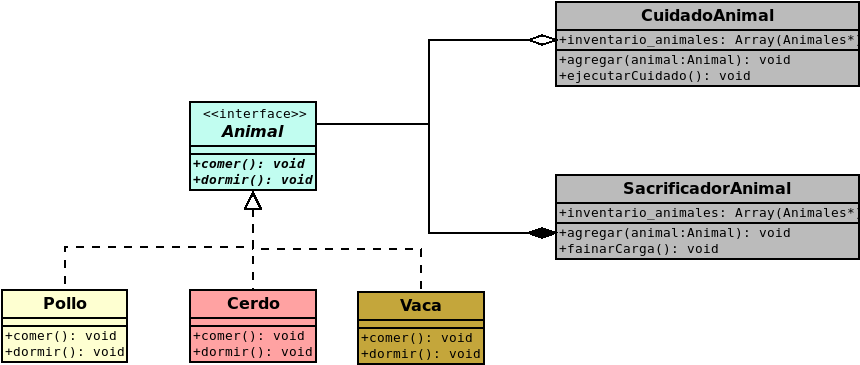 CuidadoAnimal
+inventario_animales: Array(Animales*)
+agregar(animal:Animal): void
+ejecutarCuidado(): void
<<interface>>
Animal
+comer(): void
+dormir(): void
SacrificadorAnimal
+inventario_animales: Array(Animales*)
+agregar(animal:Animal): void
+fainarCarga(): void
Pollo
+comer(): void
+dormir(): void
Cerdo
+comer(): void
+dormir(): void
Vaca
+comer(): void
+dormir(): void